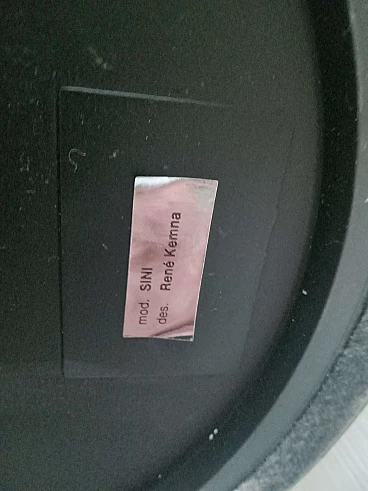 mod. SINI
des. René Kemna